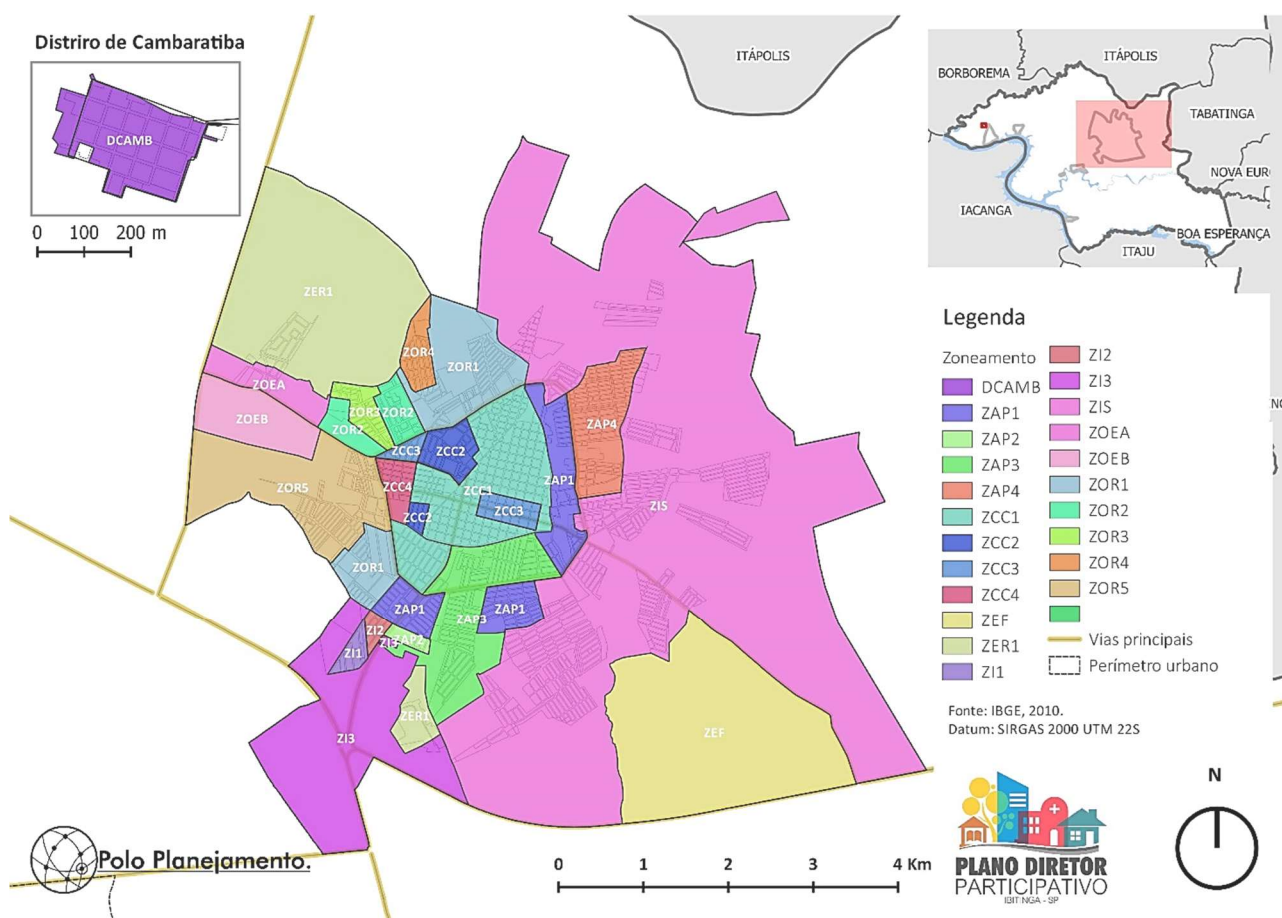 Distriro de Cambaratiba
DCAMB
0 100 200 m
ITÁPOLIS
ITÁPOLIS
BORBOREMA
TABATINGA
NOVA EURO
IACANGA
BOA ESPERANÇA
ITAJU
ZER1
ZOR4
ZOR1
ZOEA
ZOR3
ZOR2
ZOEB
ZOR2
ZAP4
ZCC3
ZCC2
ZAP1
ZOR5
ZCC4
ZCC1
ZCC2
ZCC3
ZIS
ZOR1
ZAP1
ZAP1
ZAP3
ZI2
ZAP2
ZI3
ZI1
ZER1
ZI3
ZEF
Legenda
Zoneamento
DCAMB
ZAP1
ZAP2
ZAP3
ZAP4
ZCC1
ZCC2
ZCC3
ZCC4
ZEF
ZER1
ZI1
ZI2
ZI3
ZIS
ZOEA
ZOEB
ZOR1
ZOR2
ZOR3
ZOR4
ZOR5
Vias principais
Perímetro urbano
Fonte: IBGE, 2010.
Datum: SIRGAS 2000 UTM 22S
Polo Planejamento.
0 1 2 3 4 Km
PLANO DIRETOR
PARTICIPATIVO
IBITINGA - SP
N